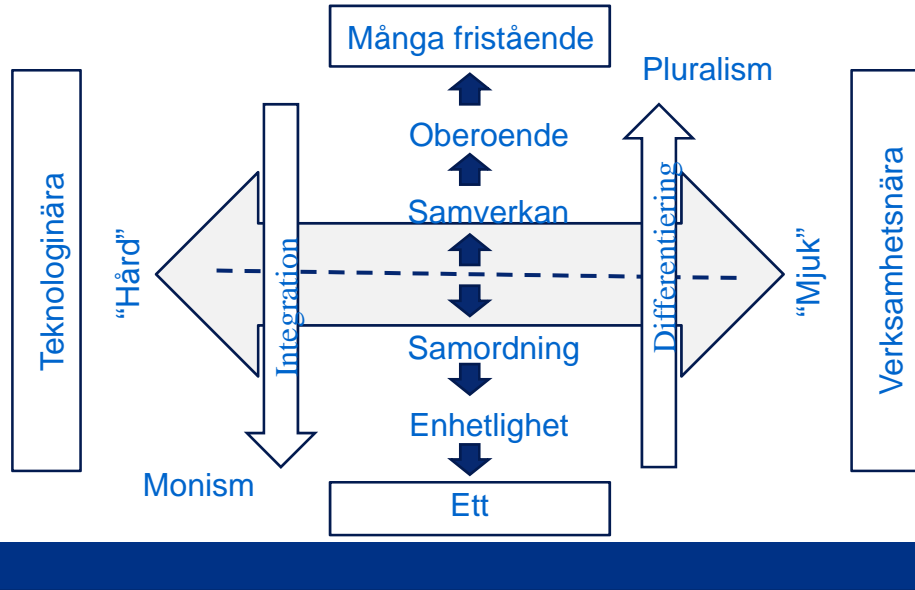 Många fristående
Pluralism
Oberoende
Samverkan
Teknologinära
"Hård"
Integration
Differentiering
"Mjuk"
Verksamhetsnära
Samordning
Enhetlighet
Monism
Ett